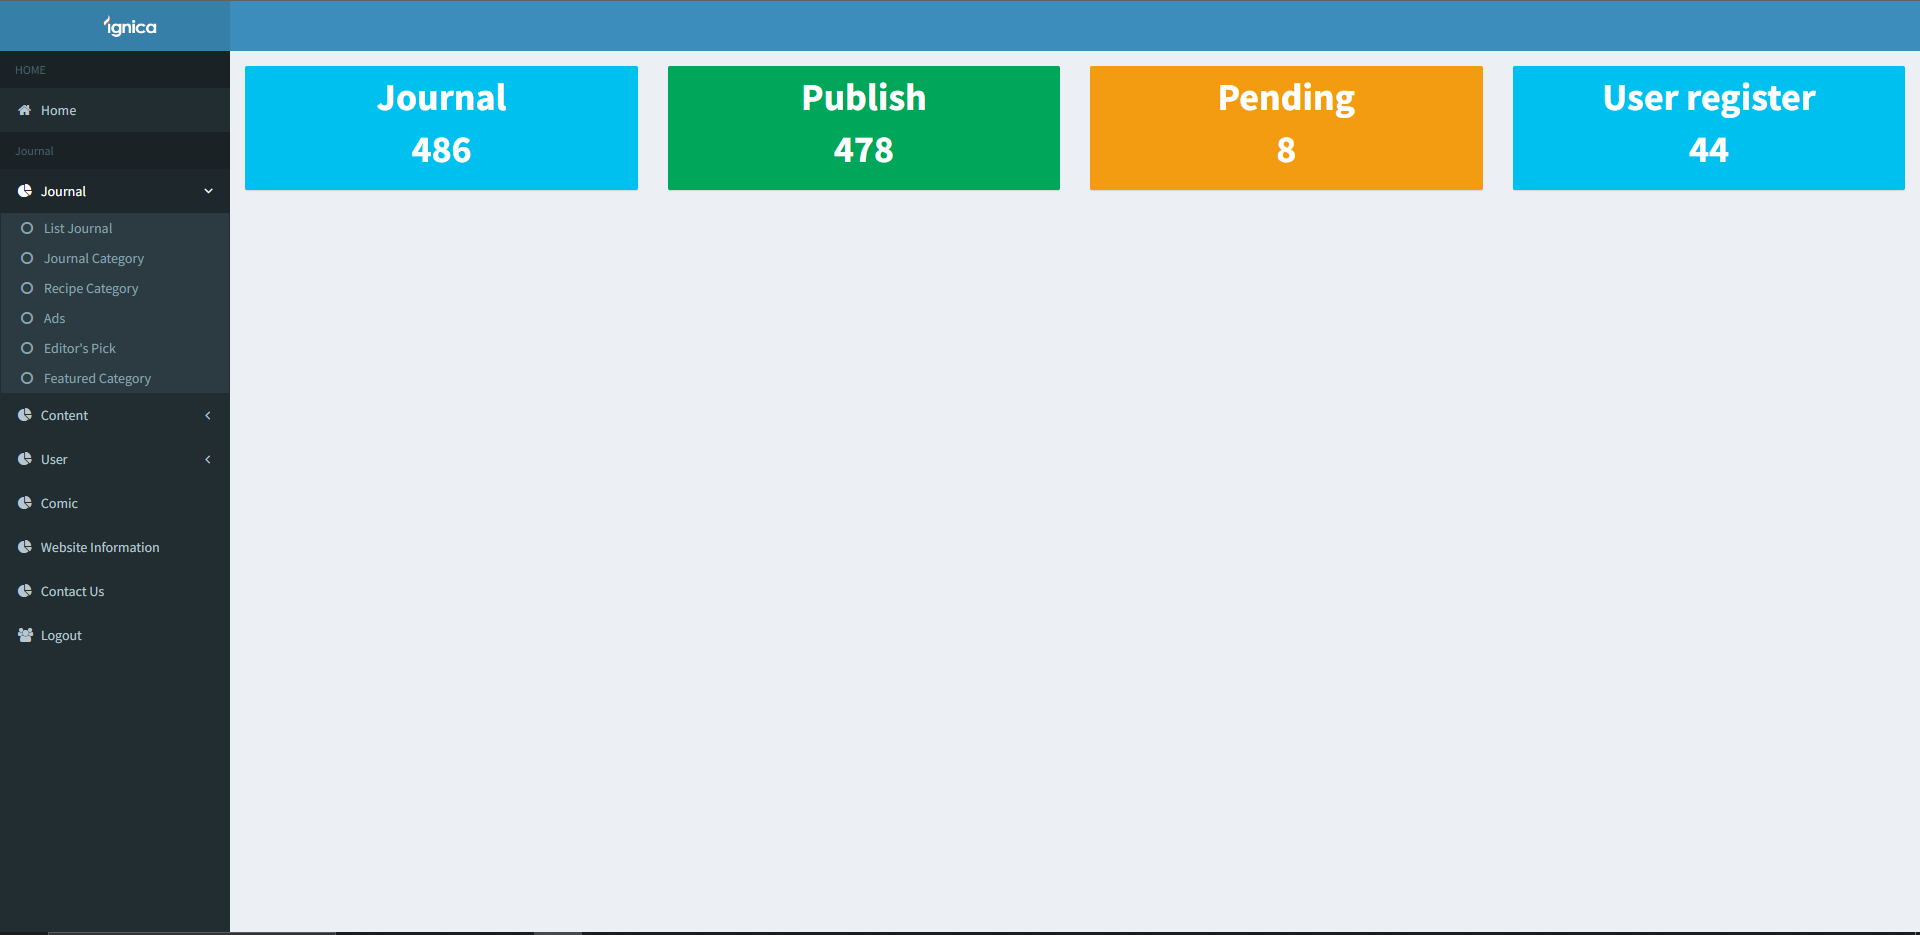 ignica
HOME
Home
Journal
Journal
List Journal
Journal Category
Recipe Category
Ads
Editor's Pick
Featured Category
Content
User
Comic
Website Information
Contact Us
Logout
Journal
486
Publish
478
Pending
8
User register
44